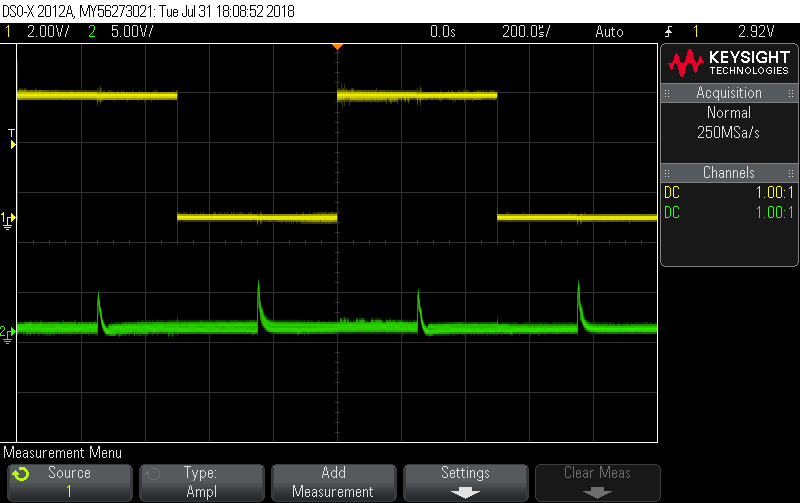 DSO-X 2012A, MY56273021: Tue Jul 31 18:08:52 2018
1 2.00V/ 2 5.00V/ 0.0s 200.0us/ Auto 1 2.92V
KEYSIGHT
TECHNOLOGIES
Acquisition
Normal
250MSa/s
Channels
DC 1.00:1
DC 1.00:1
T
1
2
Measurement Menu
Source
1
Type:
Ampl
Add
Measurement
Settings
Clear Meas